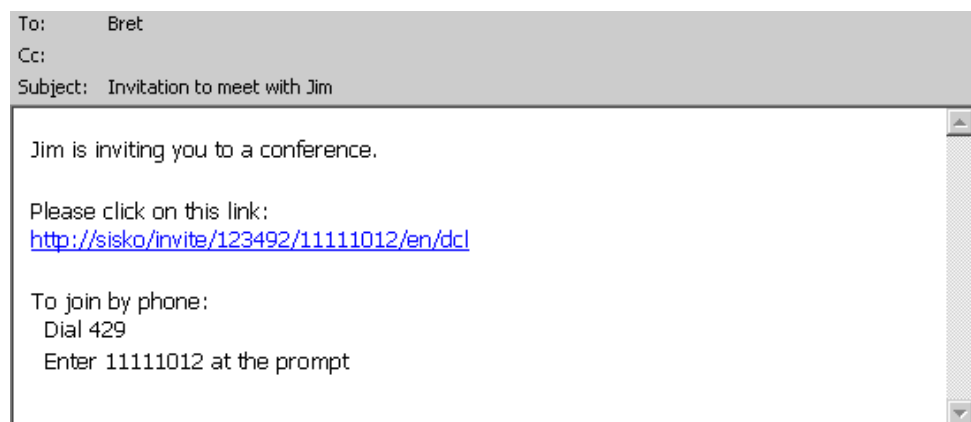 To: Bret
Cc:
Subject: Invitation to meet with Jim
Jim is inviting you to a conference.
Please click on this link:
http://sisko/invite/123492/11111012/en/dcl
To join by phone:
Dial 429
Enter 11111012 at the prompt